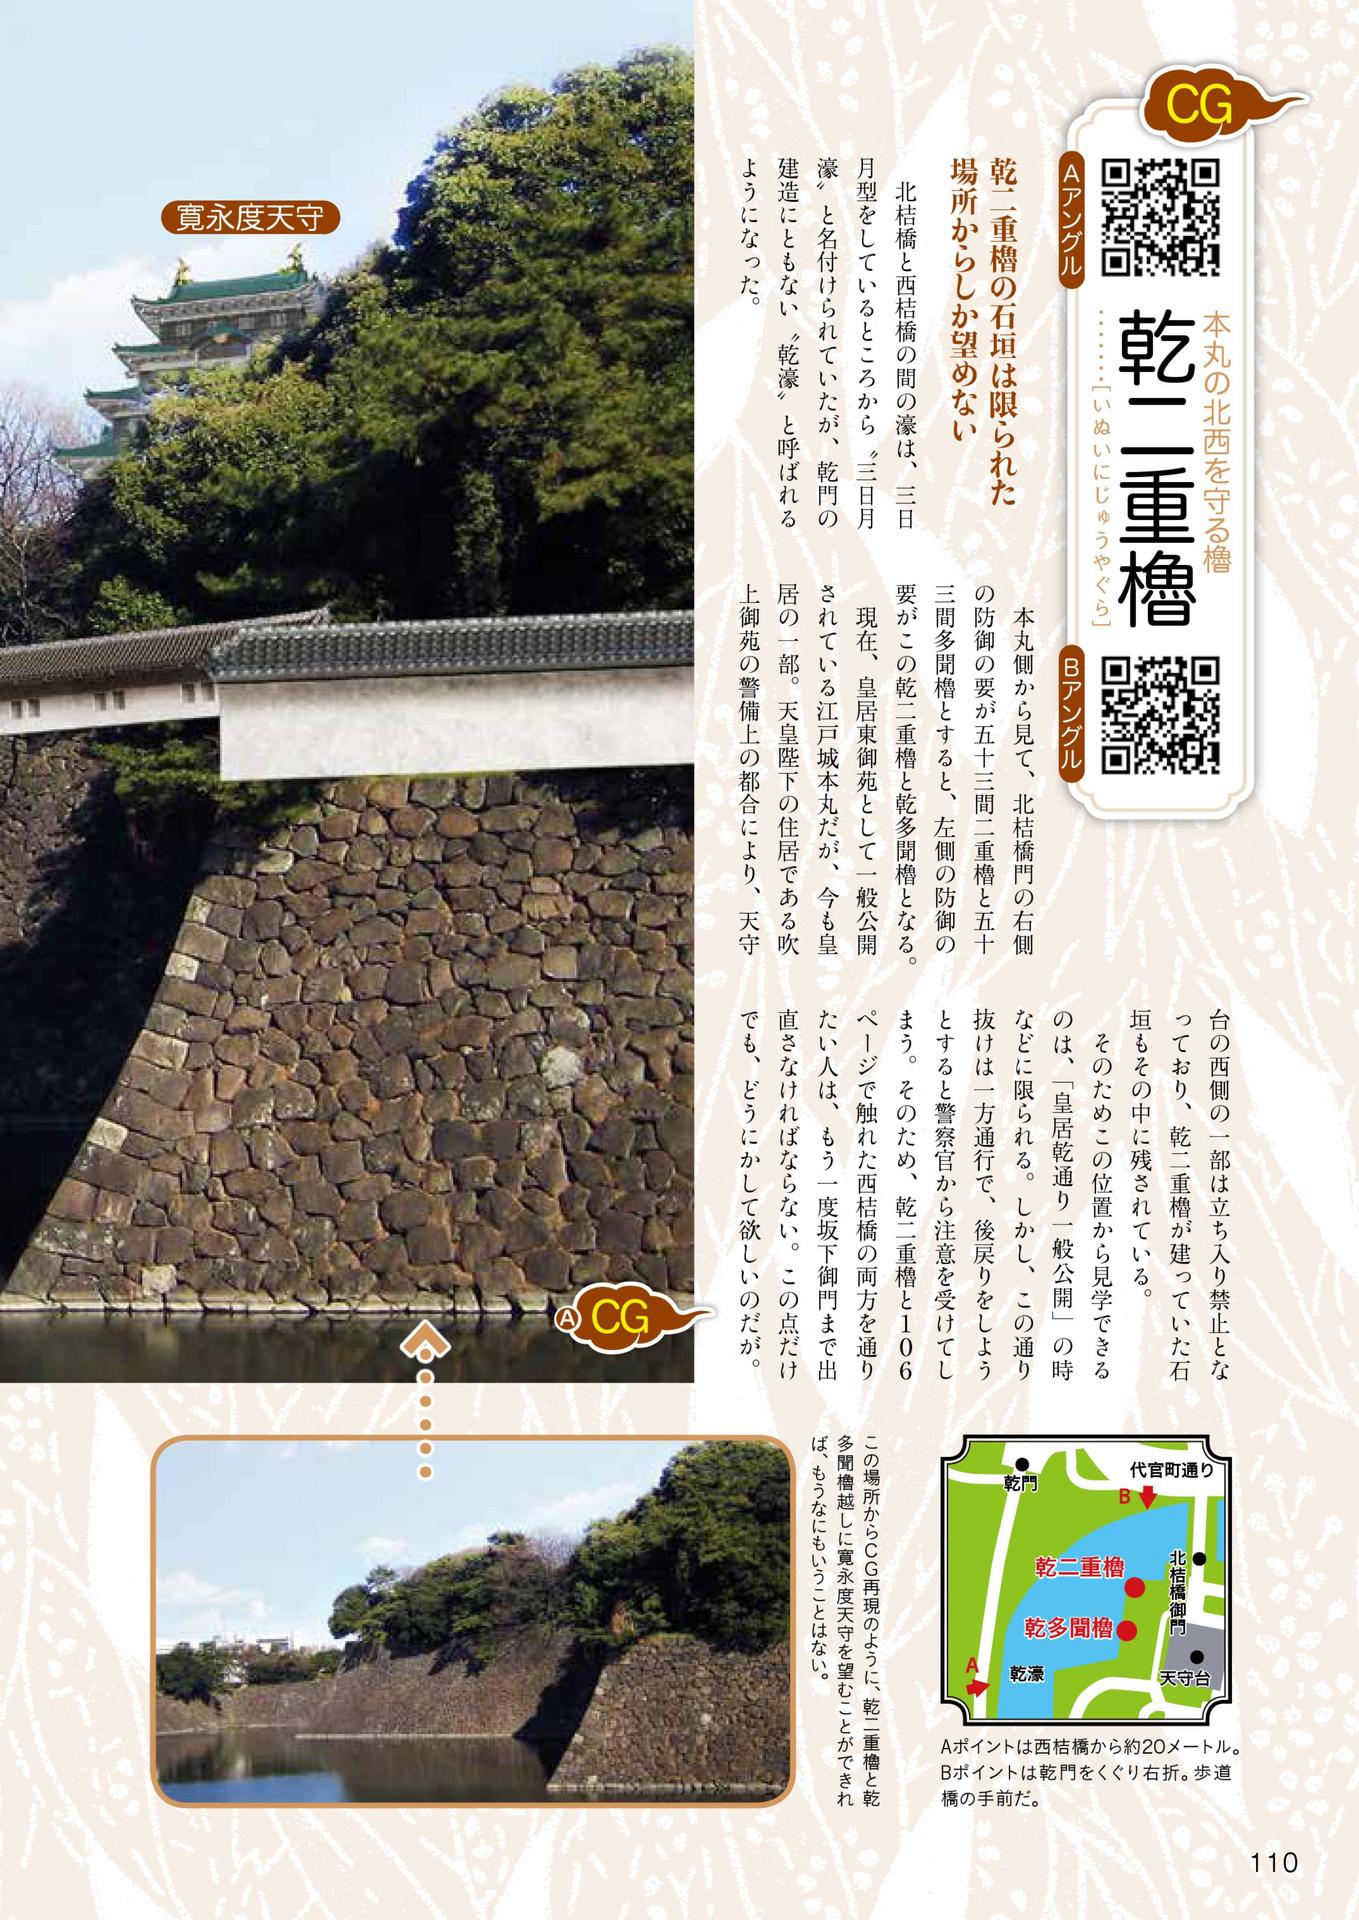 CG
Aアングル
本丸の北西を守る櫓
乾二重櫓
[いぬいにじゅうやぐら]
Bアングル
乾二重櫓の石垣は限られた
場所からしか望めない
北桔橋と西桔橋の間の濠は、三日
月型をしているところから〝三日月
濠〟と名付けられていたが、乾門の
建造にともない〝乾濠〟と呼ばれる
ようになった。
本丸側から見て、北桔橋門の右側
の防御の要が五十三間二重櫓と五十
三間多聞櫓とすると、左側の防御の
要がこの乾二重櫓と乾多聞櫓となる。
現在、皇居東御苑として一般公開
されている江戸城本丸だが、今も皇
居の一部。天皇陛下の住居である吹
上御苑の警備上の都合により、天守
台の西側の一部は立ち入り禁止とな
っており、乾二重櫓が建っていた石
垣もその中に残されている。
そのためこの位置から見学できる
のは、「皇居乾通り一般公開」の時
などに限られる。しかし、この通り
抜けは一方通行で、後戻りをしよう
とすると警察官から注意を受けてし
まう。そのため、乾二重櫓と106
ページで触れた西桔橋の両方を通り
たい人は、もう一度坂下御門まで出
直さなければならない。この点だけ
でも、どうにかして欲しいのだが。
寛永度天守
A CG
この場所からCG再現のように、乾二重櫓と乾
多聞櫓越しに寛永度天守を望むことができれ
ば、もうなにもいうことはない。
代官町通り
乾門
B
北桔橋御門
乾二重櫓
乾多聞櫓
A
乾濠
天守台
Aポイントは西桔橋から約20メートル。
Bポイントは乾門をくぐり右折。歩道
橋の手前だ。
110